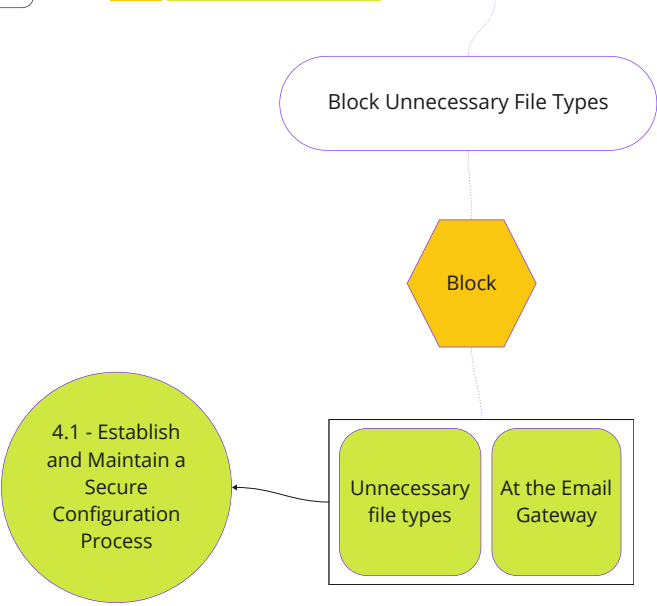 Block Unnecessary File Types
Block
4.1 - Establish
and Maintain a
Secure
Configuration
Process
Unnecessary
file types
At the Email
Gateway